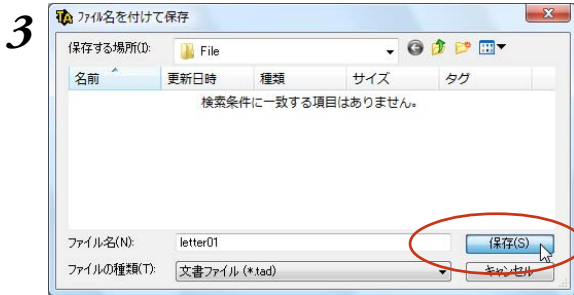 3
ファイル名を付けて保存
保存する場所(I):
File
名前 更新日時 種類 サイズ タグ
検索条件に一致する項目はありません。
ファイル名(N): letter01 保存(S)
ファイルの種類(T): 文書ファイル (*.tad) キャンセル